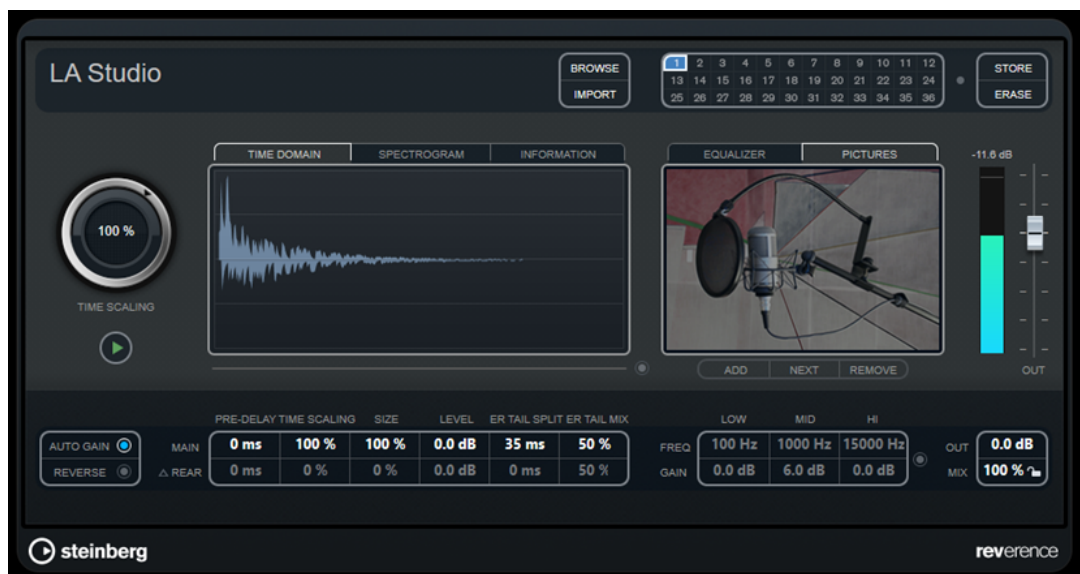 LA Studio
BROWSE
IMPORT
1 2 3 4 5 6 7 8 9 10 11 12
13 14 15 16 17 18 19 20 21 22 23 24
25 26 27 28 29 30 31 32 33 34 35 36
STORE
ERASE
TIME DOMAIN SPECTROGRAM INFORMATION
EQUALIZER PICTURES
-11.6 dB
100 %
TIME SCALING
ADD NEXT REMOVE
OUT
PRE-DELAY TIME SCALING SIZE LEVEL ER TAIL SPLIT ER TAIL MIX
LOW MID HI
AUTO GAIN MAIN 0 ms 100 % 100 % 0.0 dB 35 ms 50 % FREQ 100 Hz 1000 Hz 15000 Hz OUT 0.0 dB
REVERSE △ REAR 0 ms 0 % 0 % 0.0 dB 0 ms 50 % GAIN 0.0 dB 6.0 dB 0.0 dB MIX 100 %
steinberg reverence